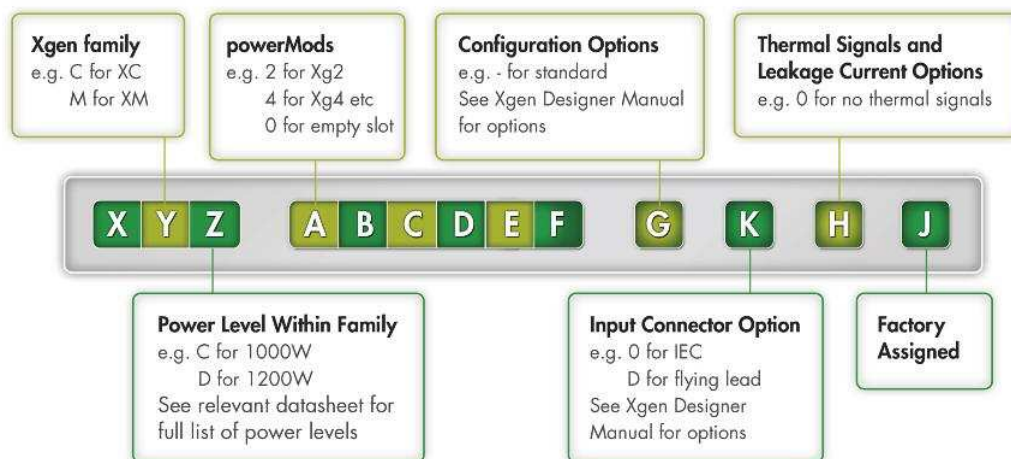 Xgen family
e.g. C for XC
M for XM
powerMods
e.g. 2 for Xg2
4 for Xg4 etc
0 for empty slot
Configuration Options
e.g. - for standard
See Xgen Designer Manual
for options
Thermal Signals and
Leakage Current Options
e.g. 0 for no thermal signals
X Y Z A B C D E F G K H J
Power Level Within Family
e.g. C for 1000W
D for 1200W
See relevant datasheet for
full list of power levels
Input Connector Option
e.g. 0 for IEC
D for flying lead
See Xgen Designer
Manual for options
Factory
Assigned